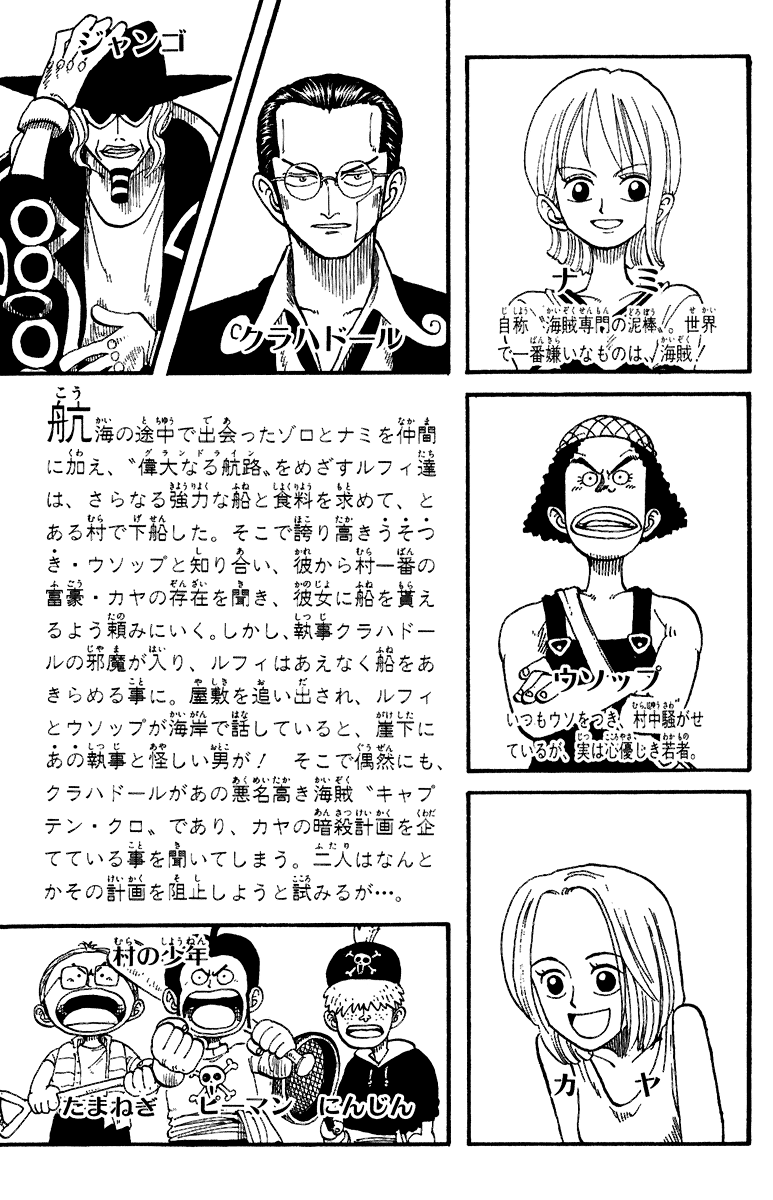 ナミ
自称〝海賊専門の泥棒〟。世界
で一番嫌いなものは、海賊！
ウソップ
いつもウソをつき、村中騒がせ
ているが、実は心優しき若者。
カヤ
ジャンゴ
クラハドール
航海の途中で出会ったゾロとナミを仲間
に加え、〝偉大なる航路〟をめざすルフィ達
は、さらなる強力な船と食料を求めて、と
ある村で下船した。そこで誇り高きうそつ
き・ウソップと知り合い、彼から村一番の
富豪・カヤの存在を聞き、彼女に船を貰え
るよう頼みにいく。しかし、執事クラハドー
ルの邪魔が入り、ルフィはあえなく船をあ
きらめる事に。屋敷を追い出され、ルフィ
とウソップが海岸で話していると、崖下に
あの執事と怪しい男が！　そこで偶然にも、
クラハドールがあの悪名高き海賊〝キャプ
テン・クロ〟であり、カヤの暗殺計画を企
てている事を聞いてしまう。二人はなんと
かその計画を阻止しようと試みるが…。
村の少年
たまねぎ　ピーマン　にんじん